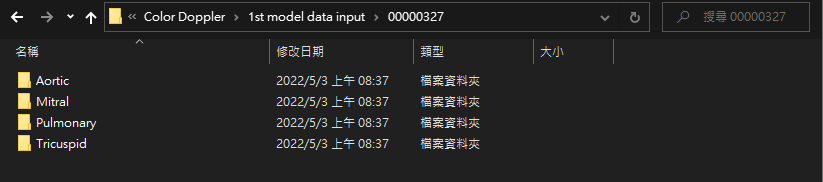 « Color Doppler > 1st model data input > 00000327
搜尋 00000327
名稱 修改日期 類型 大小
Aortic 2022/5/3 上午 08:37 檔案資料夾
Mitral 2022/5/3 上午 08:37 檔案資料夾
Pulmonary 2022/5/3 上午 08:37 檔案資料夾
Tricuspid 2022/5/3 上午 08:37 檔案資料夾